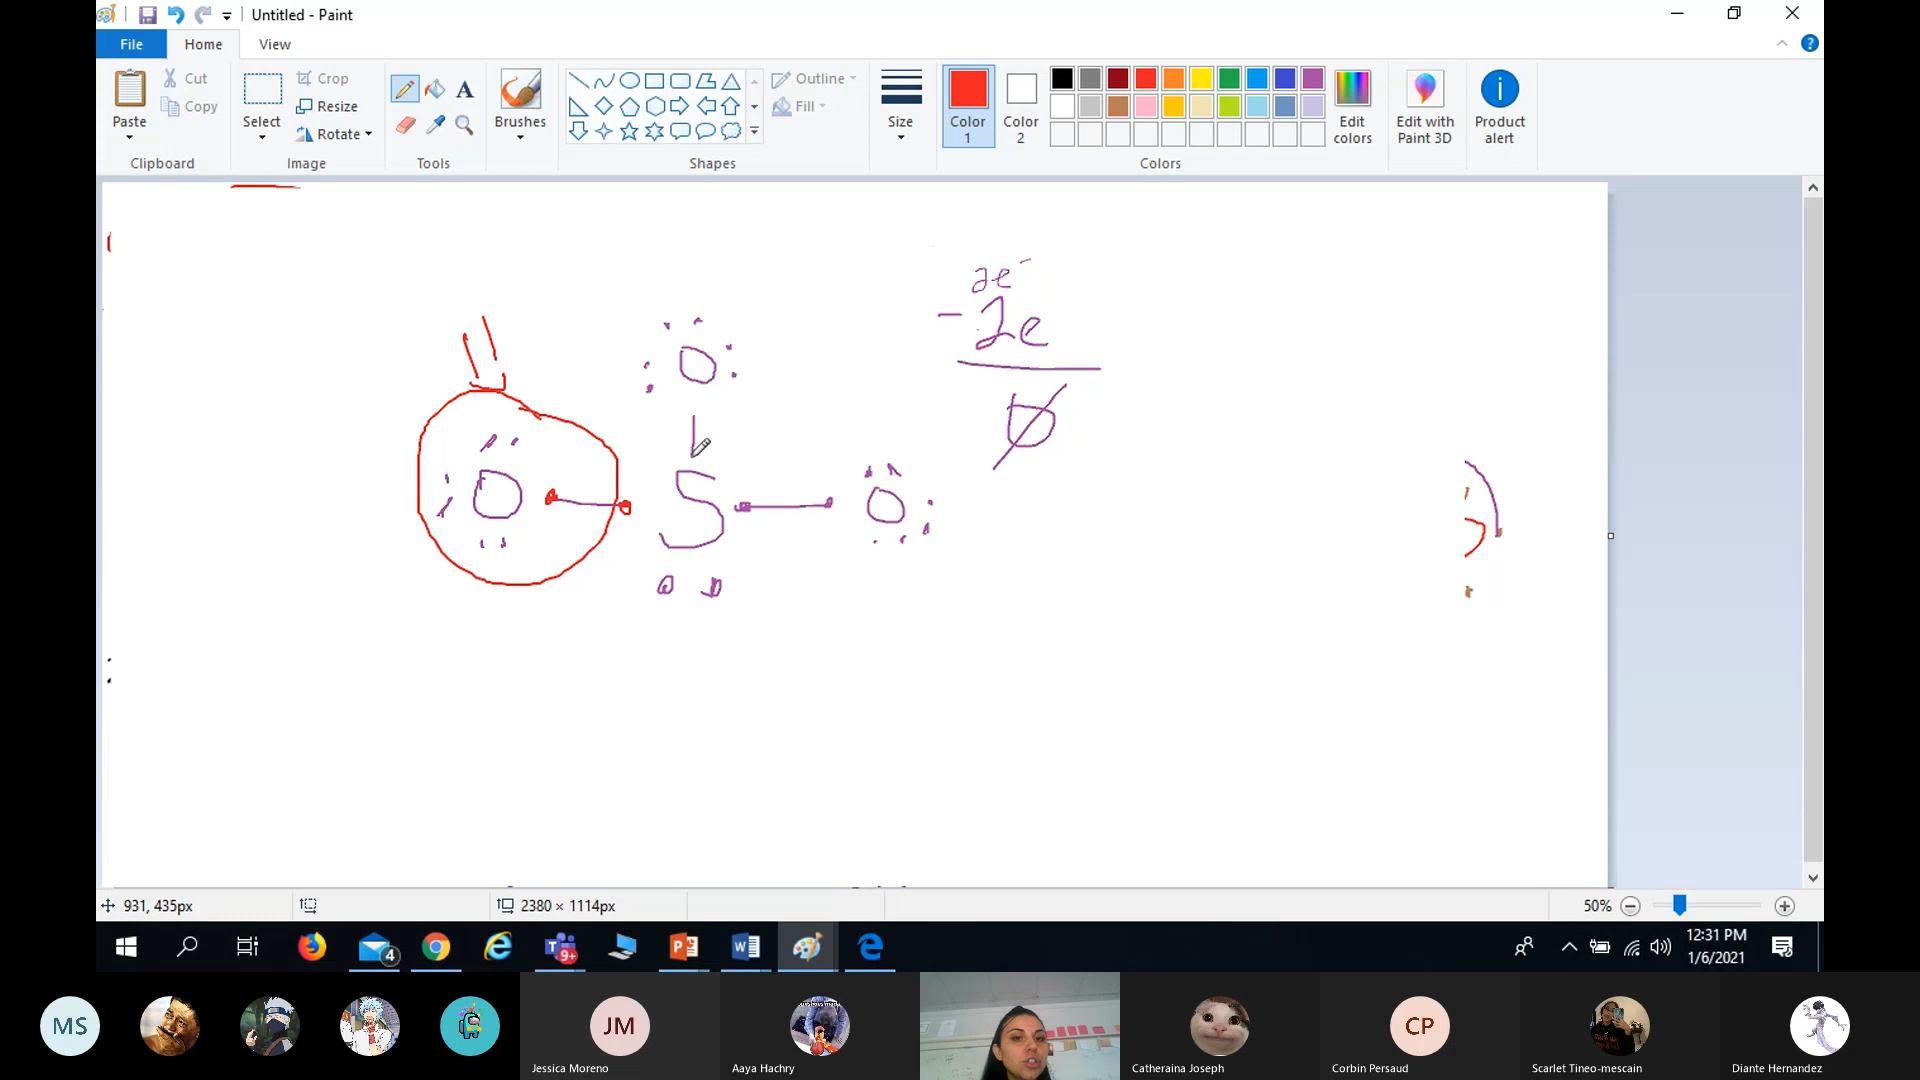 Untitled - Paint
File Home View
Paste
Cut
Copy
Clipboard
Select
Crop
Resize
Rotate
Image
Tools
Brushes
Shapes
Outline
Fill
Size
Color 1
Color 2
Edit colors
Edit with Paint 3D
Product alert
Colors
2e-
- 2e
0
O
O S O
931, 435px
2380 × 1114px
50%
4
9+
12:31 PM
1/6/2021
MS
JM
CP
Jessica Moreno
Aaya Hachry
Catheraina Joseph
Corbin Persaud
Scarlet Tineo-mescain
Diante Hernandez